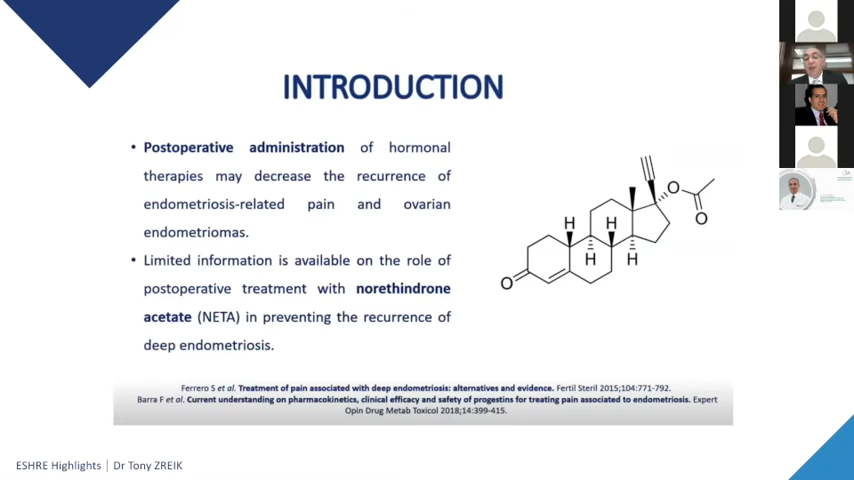 INTRODUCTION
• Postoperative administration of hormonal
therapies may decrease the recurrence of
endometriosis-related pain and ovarian
endometriomas.
• Limited information is available on the role of
postoperative treatment with norethindrone
acetate (NETA) in preventing the recurrence of
deep endometriosis.
O
O
H
H
H
H
O
Ferrero S et al. Treatment of pain associated with deep endometriosis: alternatives and evidence. Fertil Steril 2015;104:771-792.
Barra F et al. Current understanding on pharmacokinetics, clinical efficacy and safety of progestins for treating pain associated to endometriosis. Expert
Opin Drug Metab Toxicol 2018;14:399-415.
ESHRE Highlights | Dr Tony ZREIK